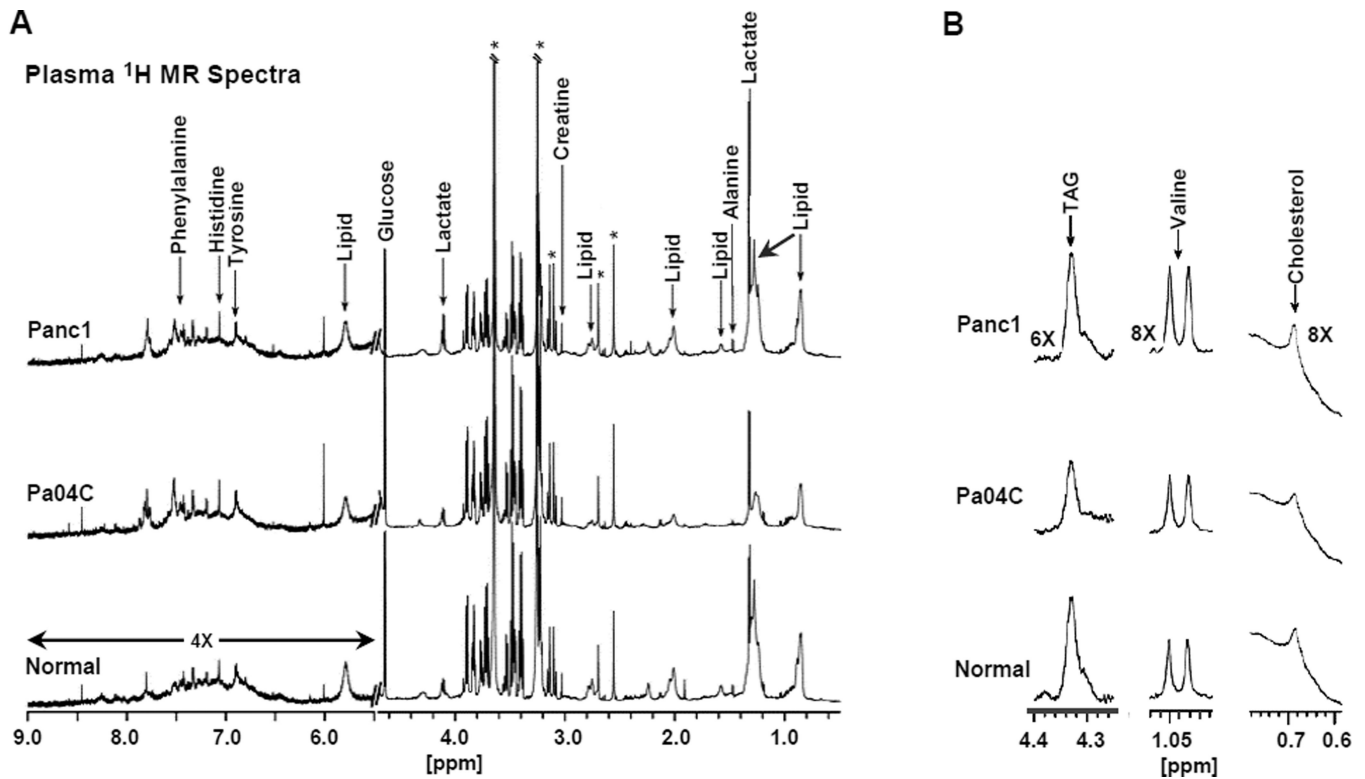 A
B
Plasma ¹H MR Spectra
Phenylalanine
Histidine
Tyrosine
Lipid
Glucose
Lactate
*
*
*
Creatine
Lipid
*
*
Lipid
Lipid
Alanine
Lactate
Lipid
TAG
Valine
Cholesterol
Panc1
Panc1
6X
8X
8X
Pa04C
Pa04C
4X
Normal
Normal
9.0 8.0 7.0 6.0 4.0 3.0 2.0 1.0
[ppm]
4.4 4.3 1.05 0.7 0.6
[ppm]